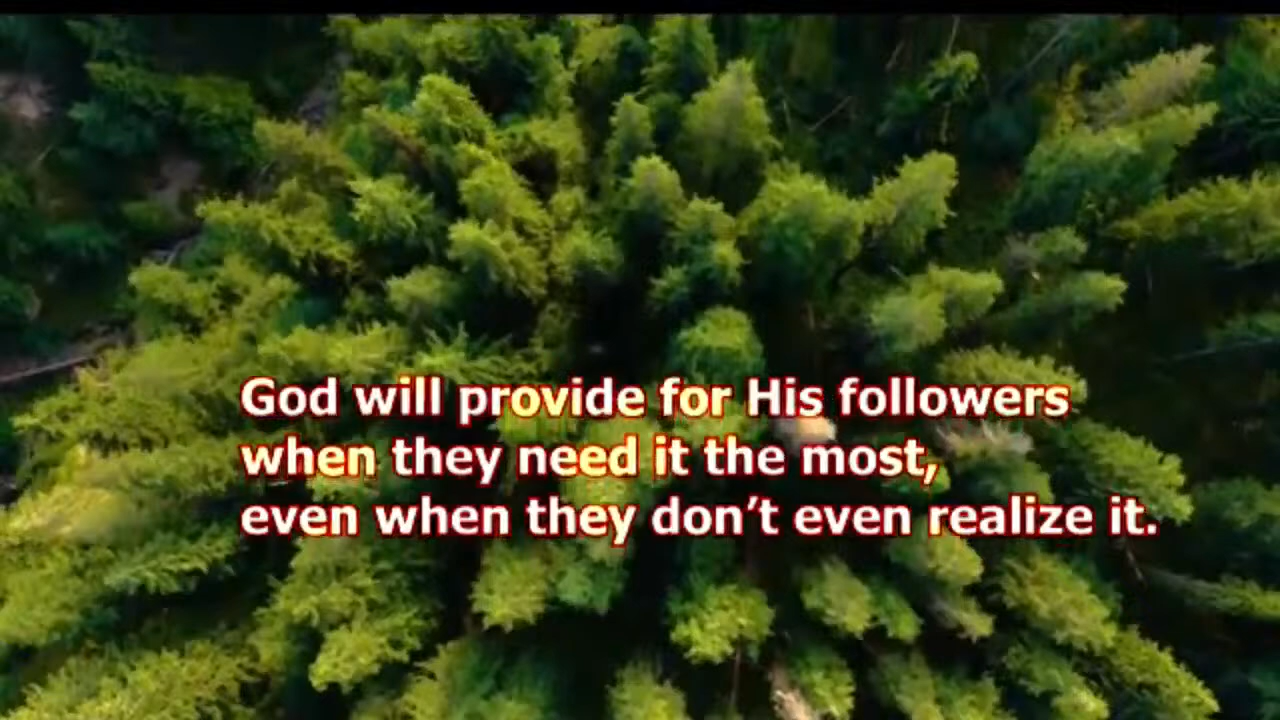 God will provide for His followers
when they need it the most,
even when they don’t even realize it.